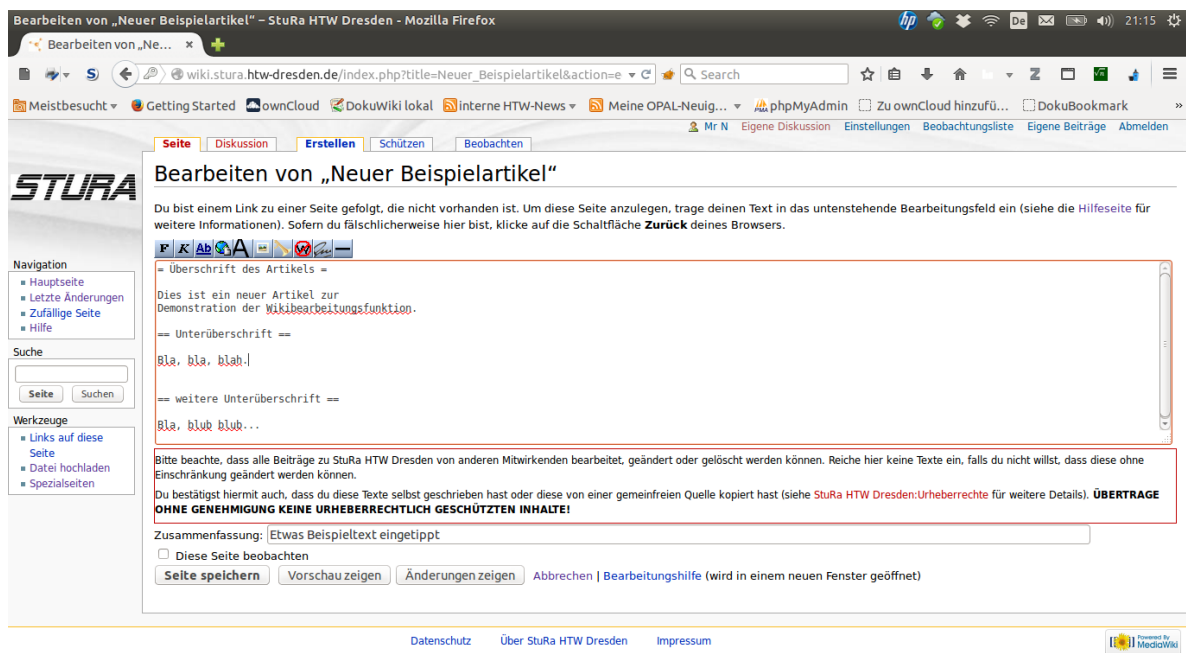 Bearbeiten von „Neuer Beispielartikel“ – StuRa HTW Dresden - Mozilla Firefox
De
21:15
Bearbeiten von „Ne...
wiki.stura.htw-dresden.de/index.php?title=Neuer_Beispielartikel&action=e
Search
Meistbesucht
Getting Started
ownCloud
DokuWiki lokal
interne HTW-News
Meine OPAL-Neuig...
phpMyAdmin
Zu ownCloud hinzufü...
DokuBookmark
»
Mr N Eigene Diskussion Einstellungen Beobachtungsliste Eigene Beiträge Abmelden
Seite Diskussion Erstellen Schützen Beobachten
STURA
Bearbeiten von „Neuer Beispielartikel“
Du bist einem Link zu einer Seite gefolgt, die nicht vorhanden ist. Um diese Seite anzulegen, trage deinen Text in das untenstehende Bearbeitungsfeld ein (siehe die Hilfeseite für
weitere Informationen). Sofern du fälschlicherweise hier bist, klicke auf die Schaltfläche Zurück deines Browsers.
F K Ab A W
= Überschrift des Artikels =
Dies ist ein neuer Artikel zur
Demonstration der Wikibearbeitungsfunktion.
== Unterüberschrift ==
Bla, bla, blah.
== weitere Unterüberschrift ==
Bla, blub blub...
Navigation
Hauptseite
Letzte Änderungen
Zufällige Seite
Hilfe
Suche
Seite Suchen
Werkzeuge
Links auf diese
Seite
Datei hochladen
Spezialseiten
Bitte beachte, dass alle Beiträge zu StuRa HTW Dresden von anderen Mitwirkenden bearbeitet, geändert oder gelöscht werden können. Reiche hier keine Texte ein, falls du nicht willst, dass diese ohne
Einschränkung geändert werden können.
Du bestätigst hiermit auch, dass du diese Texte selbst geschrieben hast oder diese von einer gemeinfreien Quelle kopiert hast (siehe StuRa HTW Dresden:Urheberrechte für weitere Details). ÜBERTRAGE
OHNE GENEHMIGUNG KEINE URHEBERRECHTLICH GESCHÜTZTEN INHALTE!
Zusammenfassung: Etwas Beispieltext eingetippt
Diese Seite beobachten
Seite speichern Vorschau zeigen Änderungen zeigen Abbrechen | Bearbeitungshilfe (wird in einem neuen Fenster geöffnet)
Datenschutz Über StuRa HTW Dresden Impressum
Powered By
MediaWiki